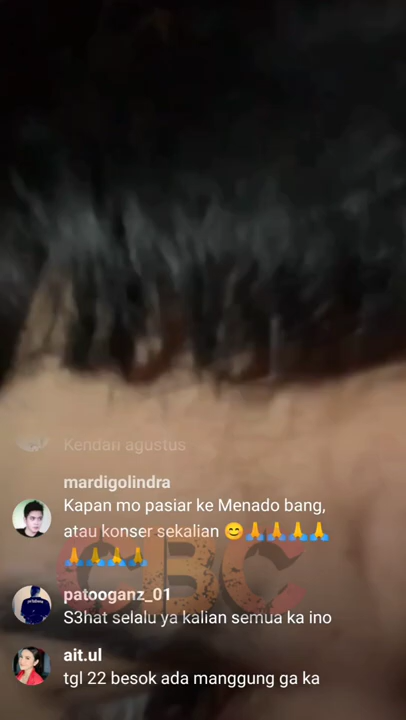 Kendari agustus
mardigolindra
Kapan mo pasiar ke Menado bang,
atau konser sekalian 😊🙏🙏🙏🙏
🙏🙏🙏🙏
CBC
patooganz_01
S3hat selalu ya kalian semua ka ino
ait.ul
tgl 22 besok ada manggung ga ka